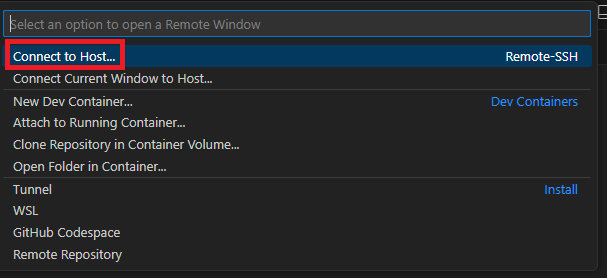 Select an option to open a Remote Window
Connect to Host... Remote-SSH
Connect Current Window to Host...
New Dev Container... Dev Containers
Attach to Running Container...
Clone Repository in Container Volume...
Open Folder in Container...
Tunnel Install
WSL
GitHub Codespace
Remote Repository